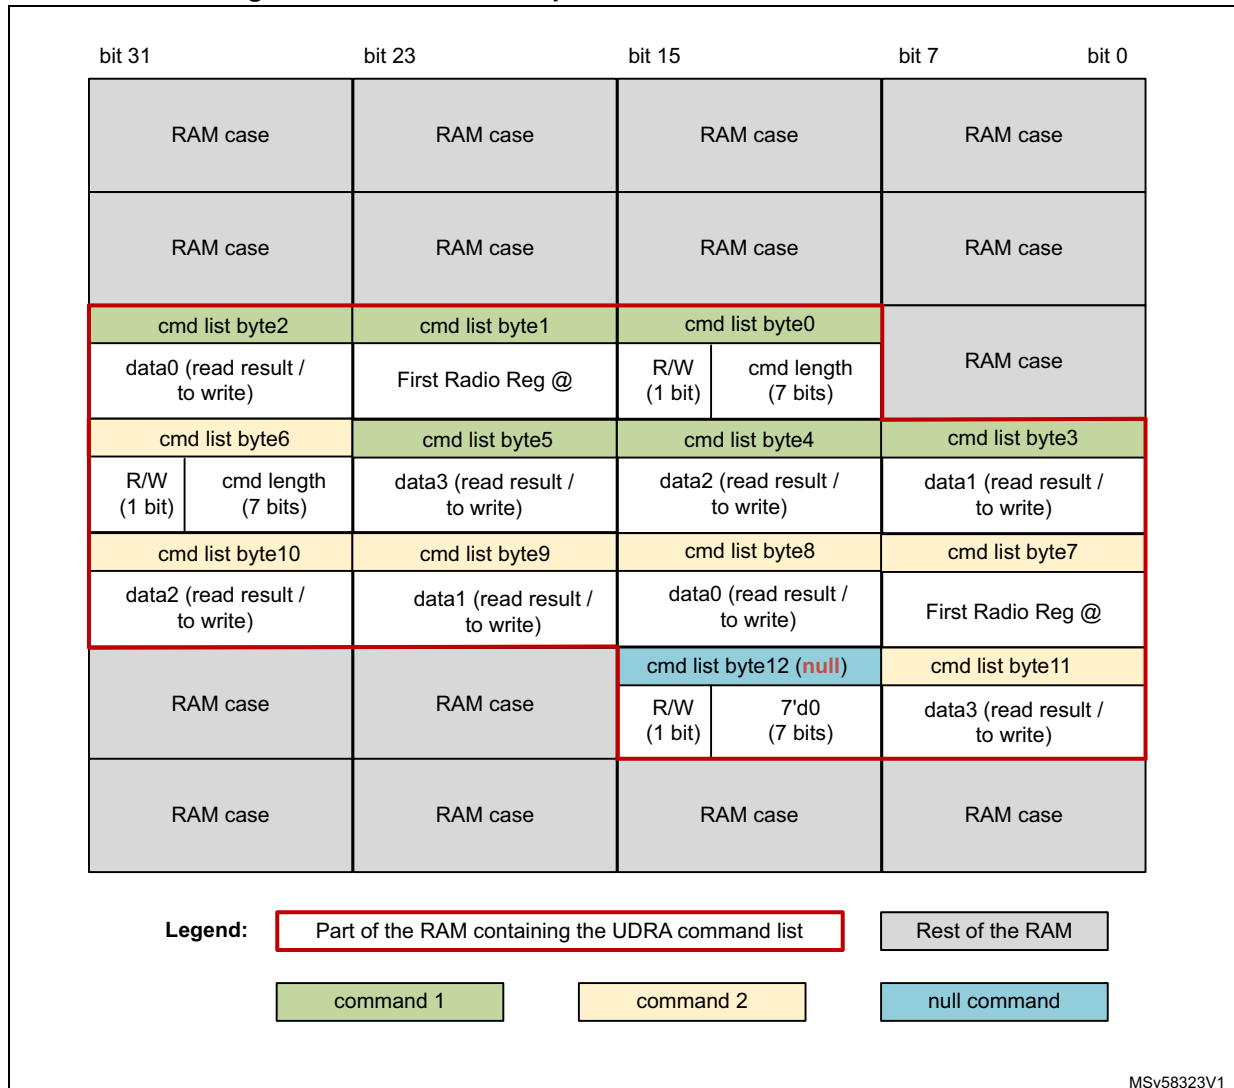 bit 31 bit 23 bit 15 bit 7 bit 0
RAM case RAM case RAM case RAM case
RAM case RAM case RAM case RAM case
cmd list byte2 cmd list byte1 cmd list byte0
data0 (read result /
to write)
First Radio Reg @
R/W
(1 bit)
cmd length
(7 bits)
RAM case
cmd list byte6 cmd list byte5 cmd list byte4 cmd list byte3
R/W
(1 bit)
cmd length
(7 bits)
data3 (read result /
to write)
data2 (read result /
to write)
data1 (read result /
to write)
cmd list byte10 cmd list byte9 cmd list byte8 cmd list byte7
data2 (read result /
to write)
data1 (read result /
to write)
data0 (read result /
to write)
First Radio Reg @
RAM case RAM case
cmd list byte12 (null) cmd list byte11
R/W
(1 bit)
7'd0
(7 bits)
data3 (read result /
to write)
RAM case RAM case RAM case RAM case
Legend: Part of the RAM containing the UDRA command list Rest of the RAM
command 1 command 2 null command
MSv58323V1